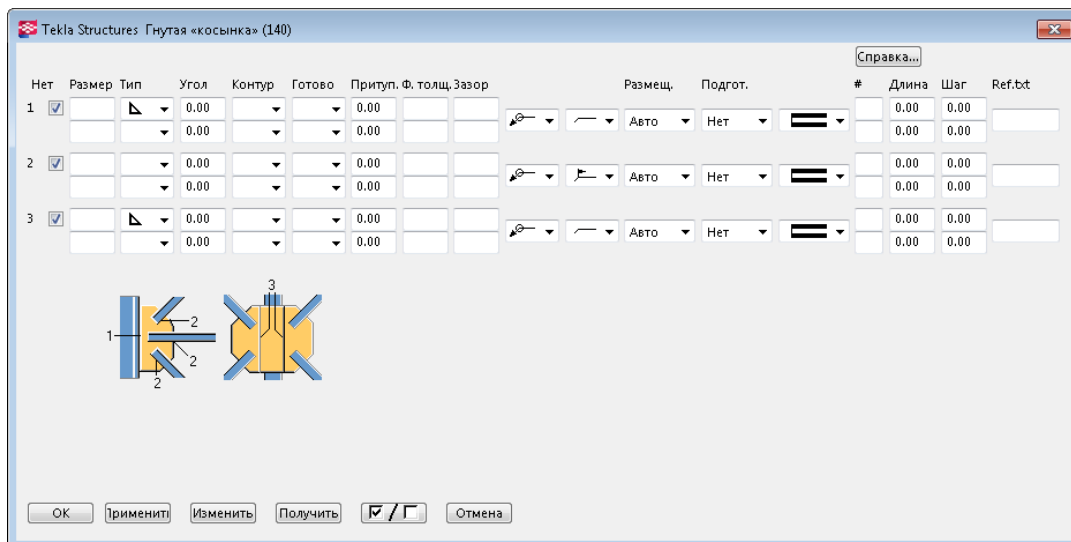 Tekla Structures Гнутая «косынка» (140)
Справка...
Нет Размер Тип Угол Контур Готово Притуп. Ф. толщ. Зазор Размещ. Подгот. # Длина Шаг Ref.txt
1 0.00 0.00 Авто Нет 0.00 0.00
0.00 0.00 0.00 0.00
2 0.00 0.00 Авто Нет 0.00 0.00
0.00 0.00 0.00 0.00
3 0.00 0.00 Авто Нет 0.00 0.00
0.00 0.00 0.00 0.00
3
1 2
2
2
OK Применить Изменить Получить / Отмена